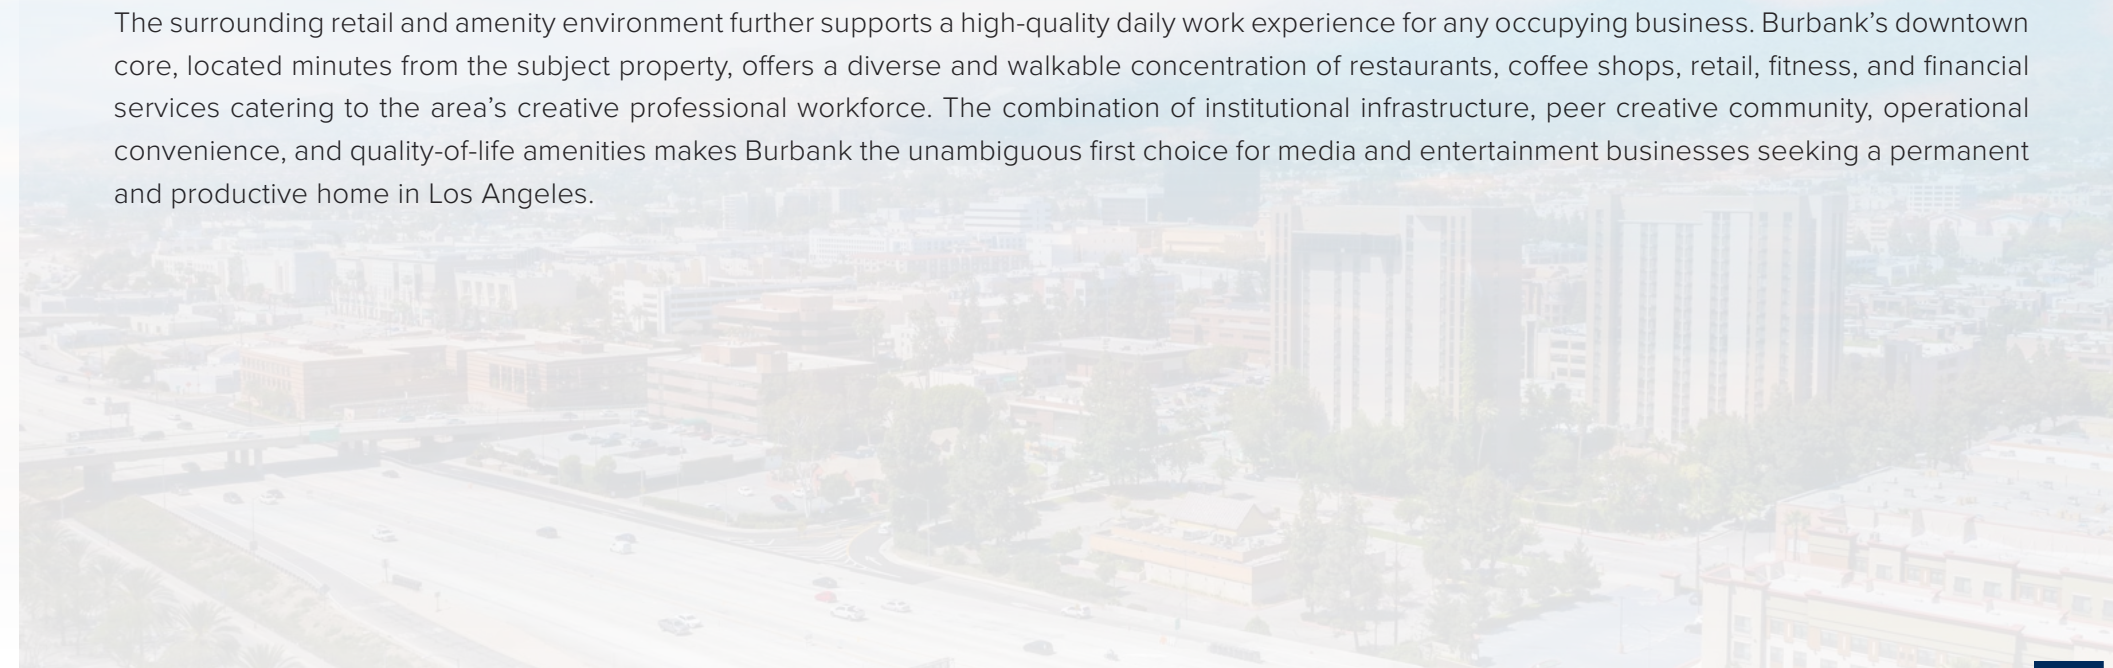 The surrounding retail and amenity environment further supports a high-quality daily work experience for any occupying business. Burbank’s downtown
core, located minutes from the subject property, offers a diverse and walkable concentration of restaurants, coffee shops, retail, fitness, and financial
services catering to the area’s creative professional workforce. The combination of institutional infrastructure, peer creative community, operational
convenience, and quality-of-life amenities makes Burbank the unambiguous first choice for media and entertainment businesses seeking a permanent
and productive home in Los Angeles.